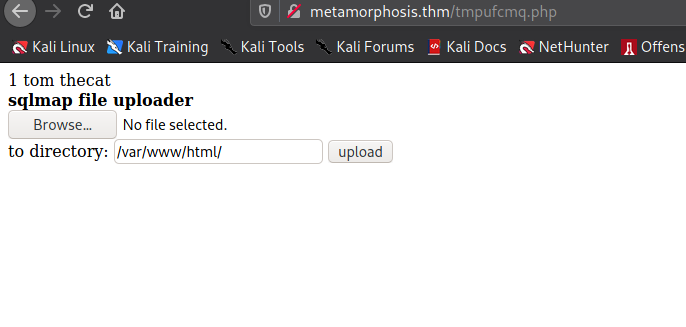 metamorphosis.thm/tmpufcmq.php
Kali Linux Kali Training Kali Tools Kali Forums Kali Docs NetHunter Offens
1 tom thecat
sqlmap file uploader
Browse... No file selected.
to directory: /var/www/html/ upload